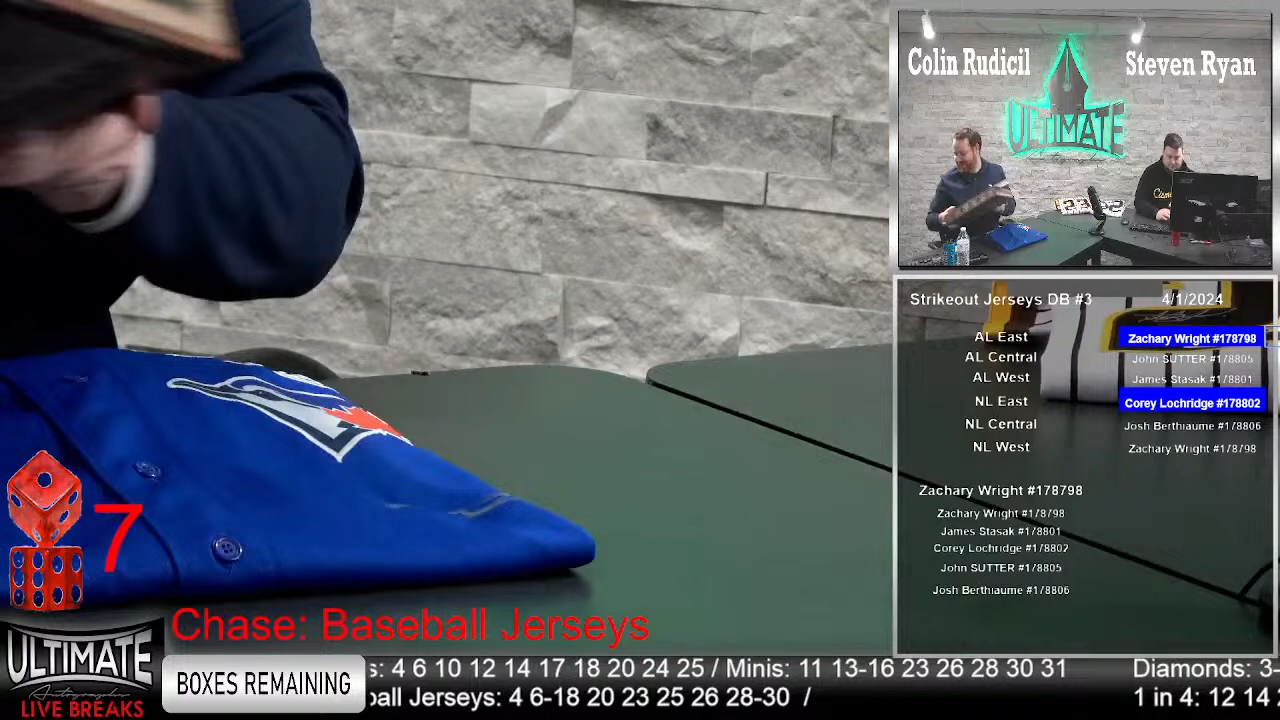 Colin Rudicil
Steven Ryan
ULTIMATE
Strikeout Jerseys DB #3
4/1/2024
AL East
Zachary Wright #178798
AL Central
John SUTTER #178805
AL West
James Stasak #178801
NL East
Corey Lochridge #178802
NL Central
Josh Berthiaume #178806
NL West
Zachary Wright #178798
Zachary Wright #178798
Zachary Wright #178798
James Stasak #178801
Corey Lochridge #178802
John SUTTER #178805
Josh Berthiaume #178806
7
Chase: Baseball Jerseys
ULTIMATE
Autographs
LIVE BREAKS
BOXES REMAINING
s: 4 6 10 12 14 17 18 20 24 25 / Minis: 11 13-16 23 26 28 30 31
Diamonds: 3-
ball Jerseys: 4 6-18 20 23 25 26 28-30 /
1 in 4: 12 14